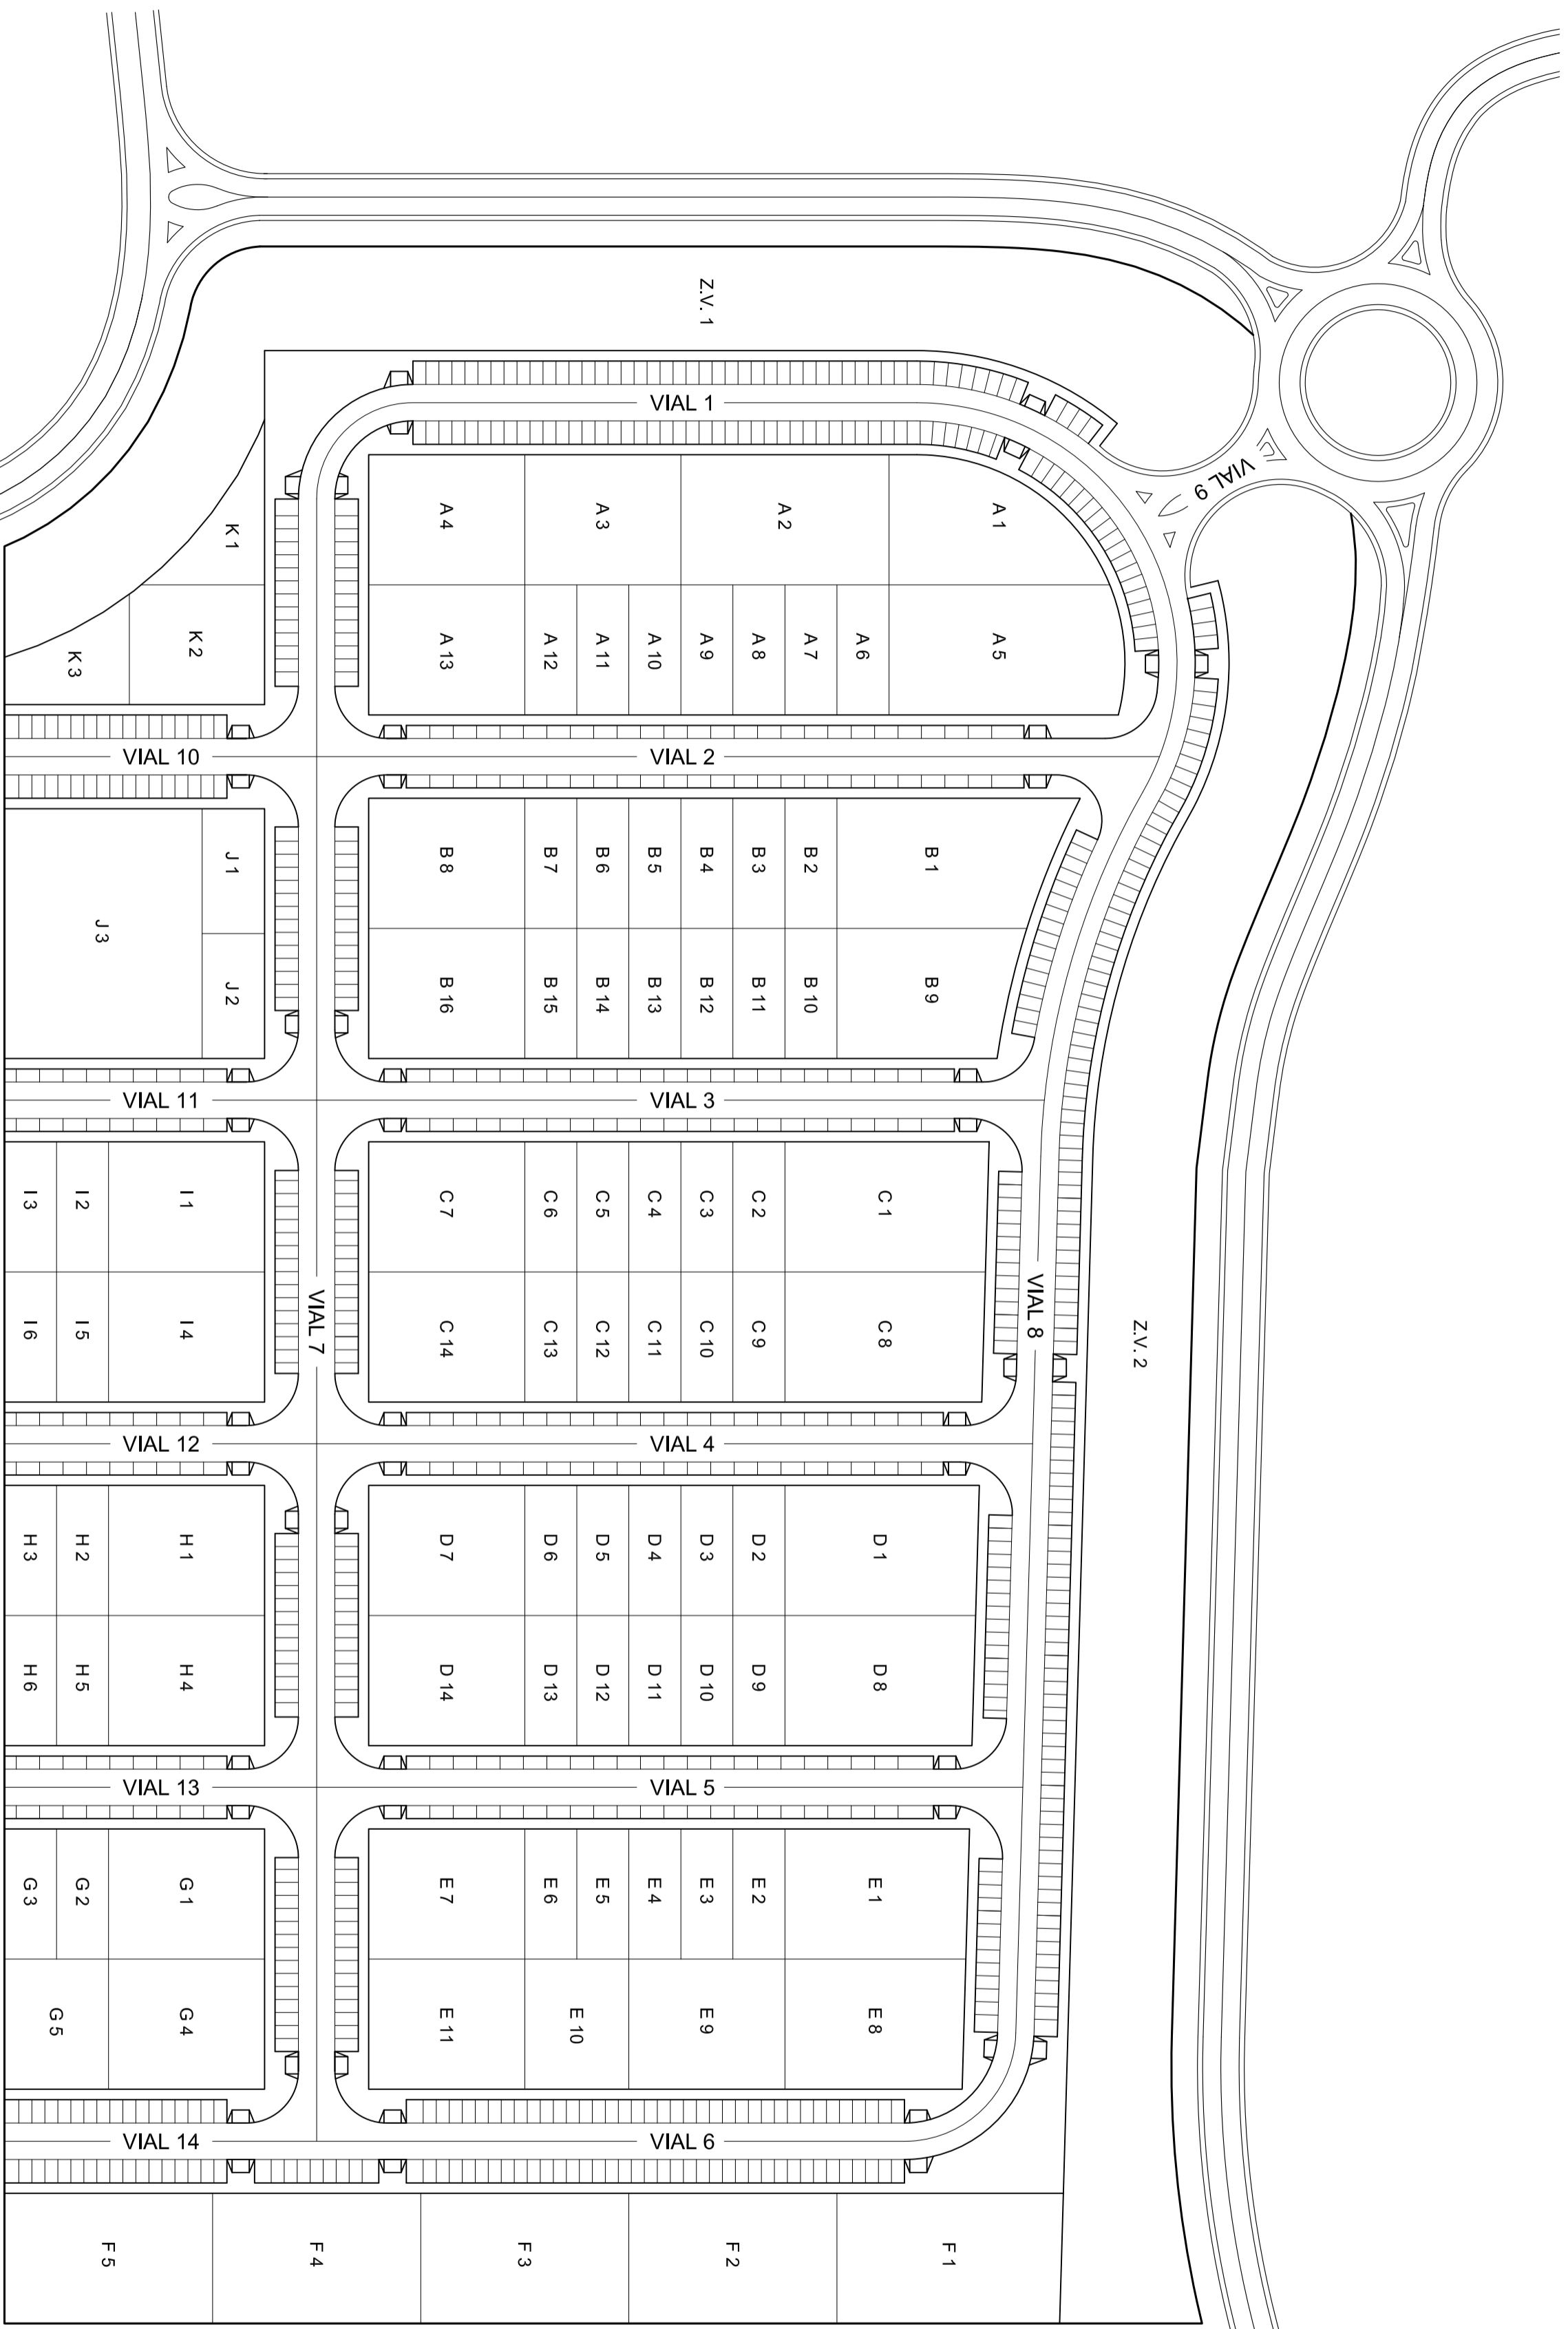 Z.V. 1
VIAL 1
VIAL 9
A 4
A 3
A 2
A 1
K 1
K 2
K 3
A 13
A 12
A 11
A 10
A 9
A 8
A 7
A 6
A 5
VIAL 10
VIAL 2
J 1
J 2
J 3
B 8
B 7
B 6
B 5
B 4
B 3
B 2
B 1
B 16
B 15
B 14
B 13
B 12
B 11
B 10
B 9
VIAL 11
VIAL 3
I 3
I 2
I 1
C 7
C 6
C 5
C 4
C 3
C 2
C 1
VIAL 7
VIAL 8
Z.V. 2
I 6
I 5
I 4
C 14
C 13
C 12
C 11
C 10
C 9
C 8
VIAL 12
VIAL 4
H 3
H 2
H 1
D 7
D 6
D 5
D 4
D 3
D 2
D 1
H 6
H 5
H 4
D 14
D 13
D 12
D 11
D 10
D 9
D 8
VIAL 13
VIAL 5
G 3
G 2
G 1
E 7
E 6
E 5
E 4
E 3
E 2
E 1
G 5
G 4
E 11
E 10
E 9
E 8
VIAL 14
VIAL 6
F 5
F 4
F 3
F 2
F 1